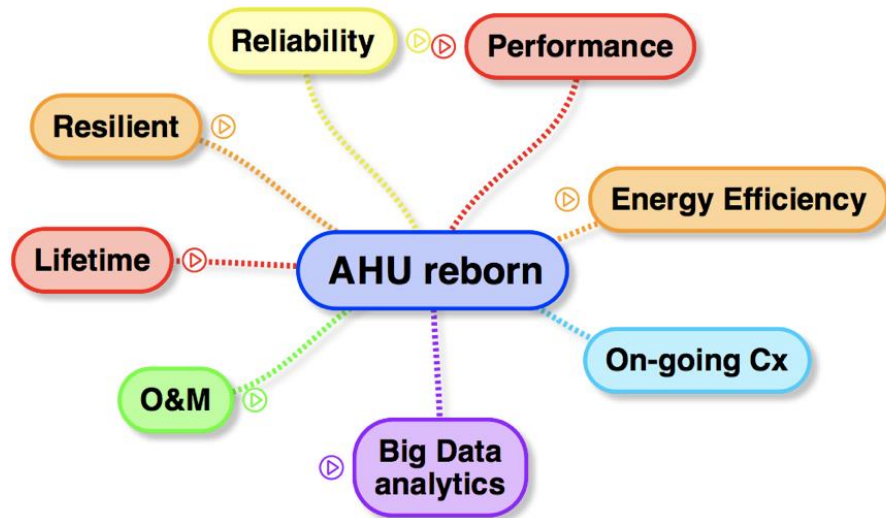 Reliability
Performance
Resilient
Energy Efficiency
Lifetime
AHU reborn
On-going Cx
O&M
Big Data
analytics